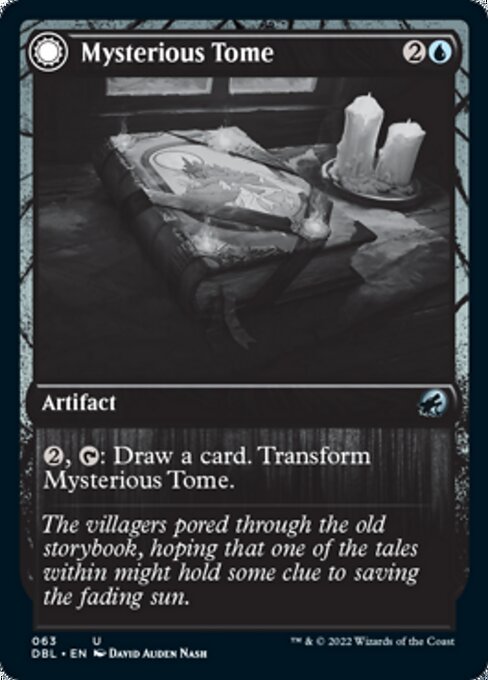 Mysterious Tome 2
Artifact
2, : Draw a card. Transform
Mysterious Tome.
The villagers pored through the old
storybook, hoping that one of the tales
within might hold some clue to saving
the fading sun.
063 U
DBL • EN DAVID AUDEN NASH
™ & © 2022 Wizards of the Coast